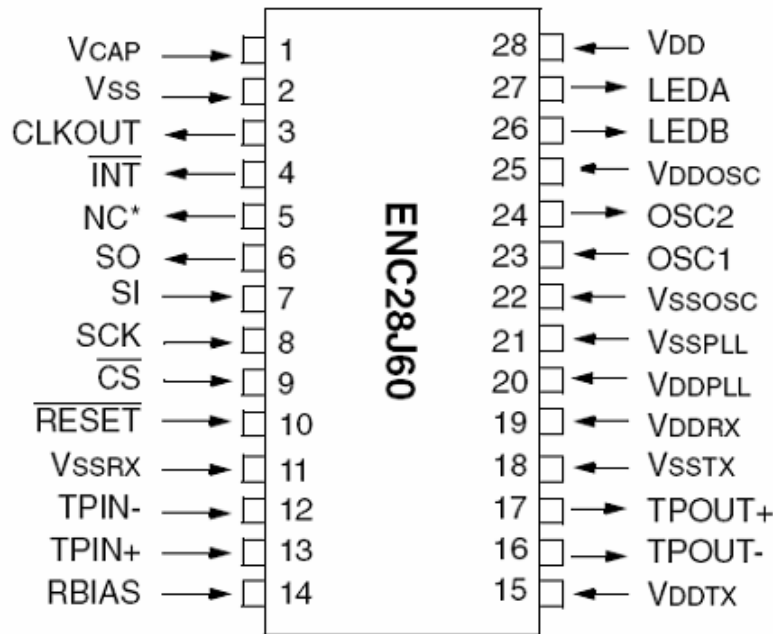 VCAP 1 28 VDD
VSS 2 27 LEDA
CLKOUT 3 26 LEDB
INT 4 25 VDDOSC
NC* 5 24 OSC2
SO 6 23 OSC1
SI 7 22 VSSOSC
SCK 8 21 VSSPLL
CS 9 20 VDDPLL
RESET 10 19 VDDRX
VSSRX 11 18 VSSTX
TPIN- 12 17 TPOUT+
TPIN+ 13 16 TPOUT-
RBIAS 14 15 VDDTX
ENC28J60